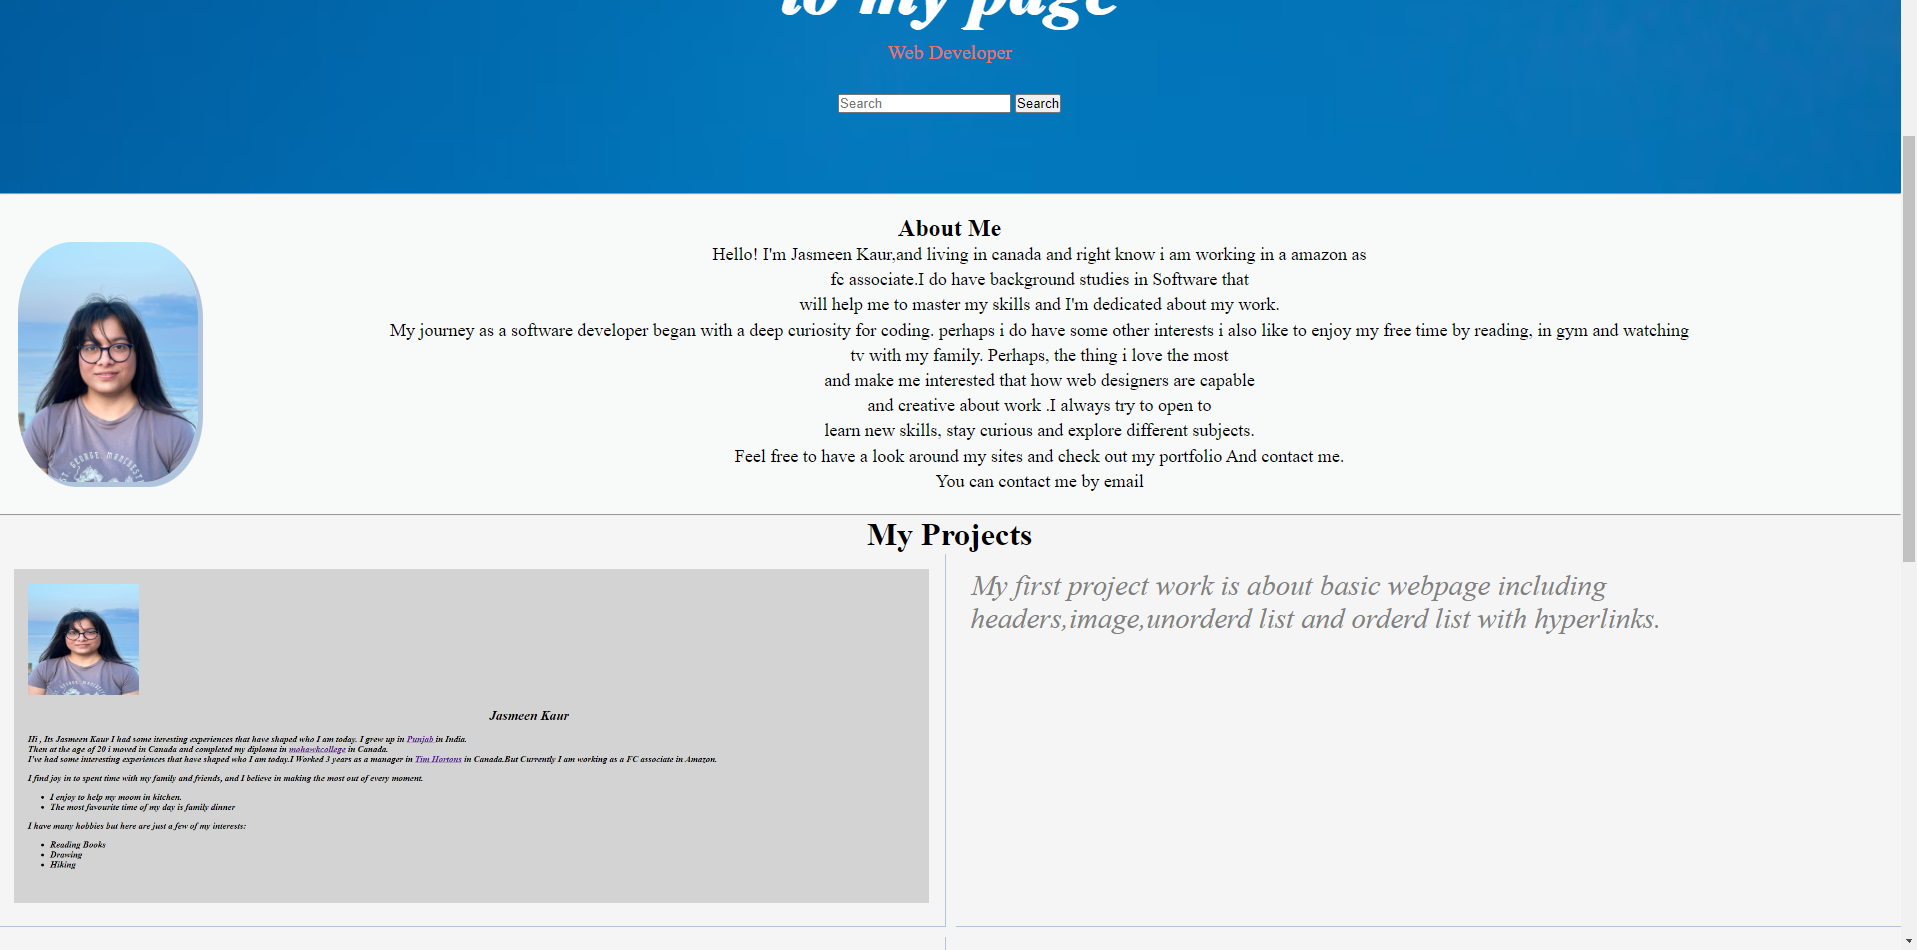 to my page
Web Developer
Search Search
About Me
Hello! I'm Jasmeen Kaur,and living in canada and right know i am working in a amazon as
fc associate.I do have background studies in Software that
will help me to master my skills and I'm dedicated about my work.
My journey as a software developer began with a deep curiosity for coding. perhaps i do have some other interests i also like to enjoy my free time by reading, in gym and watching
tv with my family. Perhaps, the thing i love the most
and make me interested that how web designers are capable
and creative about work .I always try to open to
learn new skills, stay curious and explore different subjects.
Feel free to have a look around my sites and check out my portfolio And contact me.
You can contact me by email
My Projects
My first project work is about basic webpage including
headers,image,unorderd list and orderd list with hyperlinks.
Jasmeen Kaur
Hi , Its Jasmeen Kaur I had some iteresting experiences that have shaped who I am today. I grew up in Punjab in India.
Then at the age of 20 i moved in Canada and completed my diploma in mohawkcollege in Canada.
I've had some interesting experiences that have shaped who I am today.I Worked 3 years as a manager in Tim Hortons in Canada.But Currently I am working as a FC associate in Amazon.
I find joy in to spent time with my family and friends, and I believe in making the most out of every moment.
I enjoy to help my moom in kitchen.
The most favourite time of my day is family dinner
I have many hobbies but here are just a few of my interests:
Reading Books
Drawing
Hiking